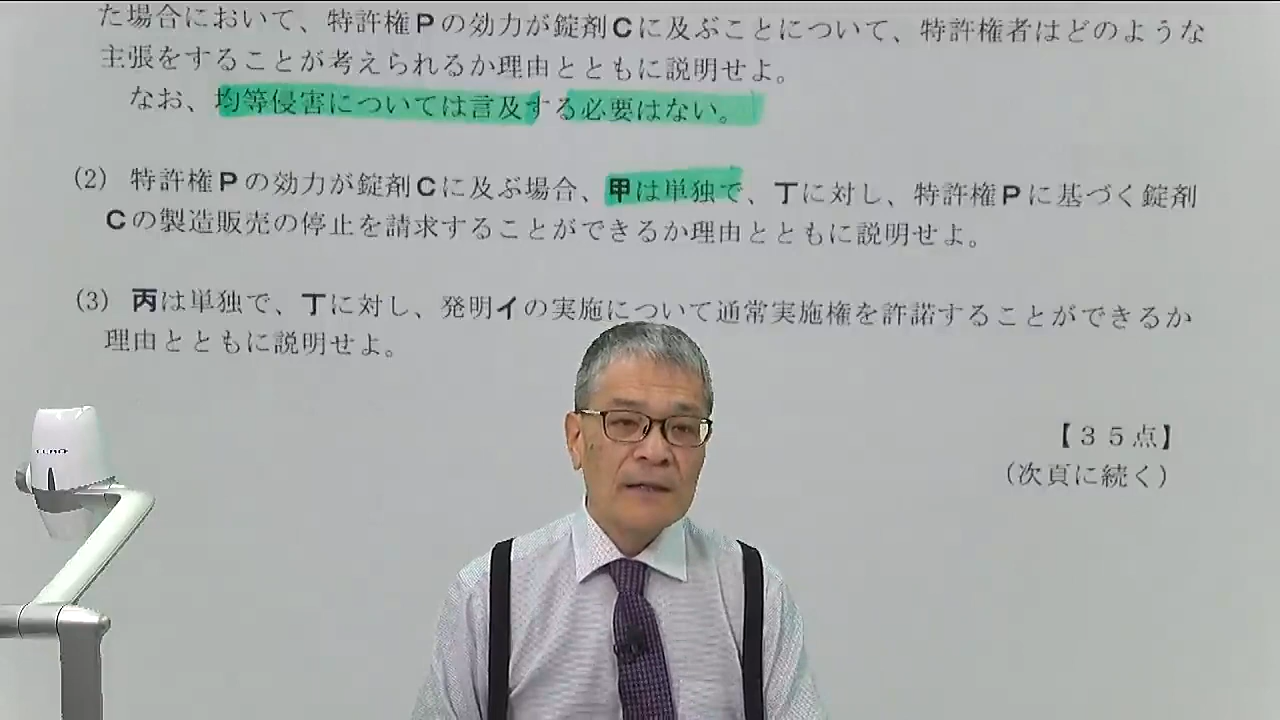 た場合において、特許権Pの効力が錠剤Cに及ぶことについて、特許権者はどのような
主張をすることが考えられるか理由とともに説明せよ。
なお、均等侵害については言及する必要はない。
(2) 特許権Pの効力が錠剤Cに及ぶ場合、甲は単独で、丁に対し、特許権Pに基づく錠剤
Cの製造販売の停止を請求することができるか理由とともに説明せよ。
(3) 丙は単独で、丁に対し、発明イの実施について通常実施権を許諾することができるか
理由とともに説明せよ。
【35点】
(次頁に続く)